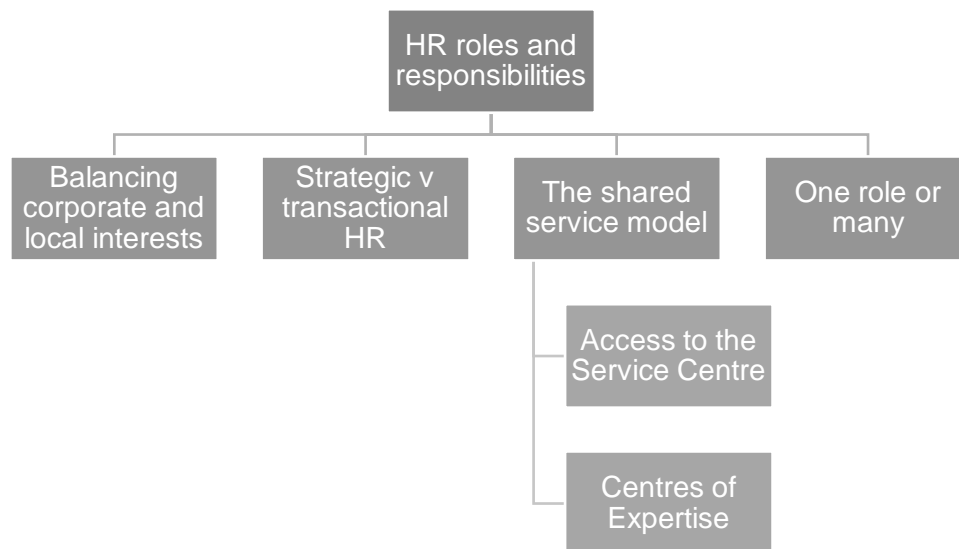 HR roles and
responsibilities
Balancing
corporate and
local interests
Strategic v
transactional
HR
The shared
service model
One role or
many
Access to the
Service Centre
Centres of
Expertise